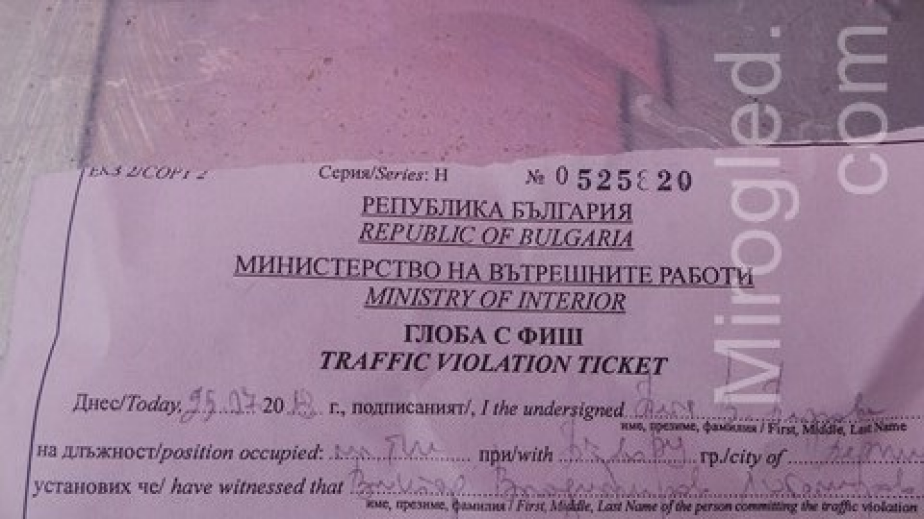 ЕКЗ 2/COPY 2 Серия/Series: Н № 0525820
РЕПУБЛИКА БЪЛГАРИЯ
REPUBLIC OF BULGARIA
МИНИСТЕРСТВО НА ВЪТРЕШНИТЕ РАБОТИ
MINISTRY OF INTERIOR
ГЛОБА С ФИШ
TRAFFIC VIOLATION TICKET
Днес/Today, 20 г., подписаният/, I the undersigned
име, презиме, фамилия / First, Middle, Last Name
на длъжност/position occupied: при/with гр./city of
установих че/ have witnessed that
име, презиме, фамилия / First, Middle, Last Name of the person committing the traffic violation
Mirogled.
com